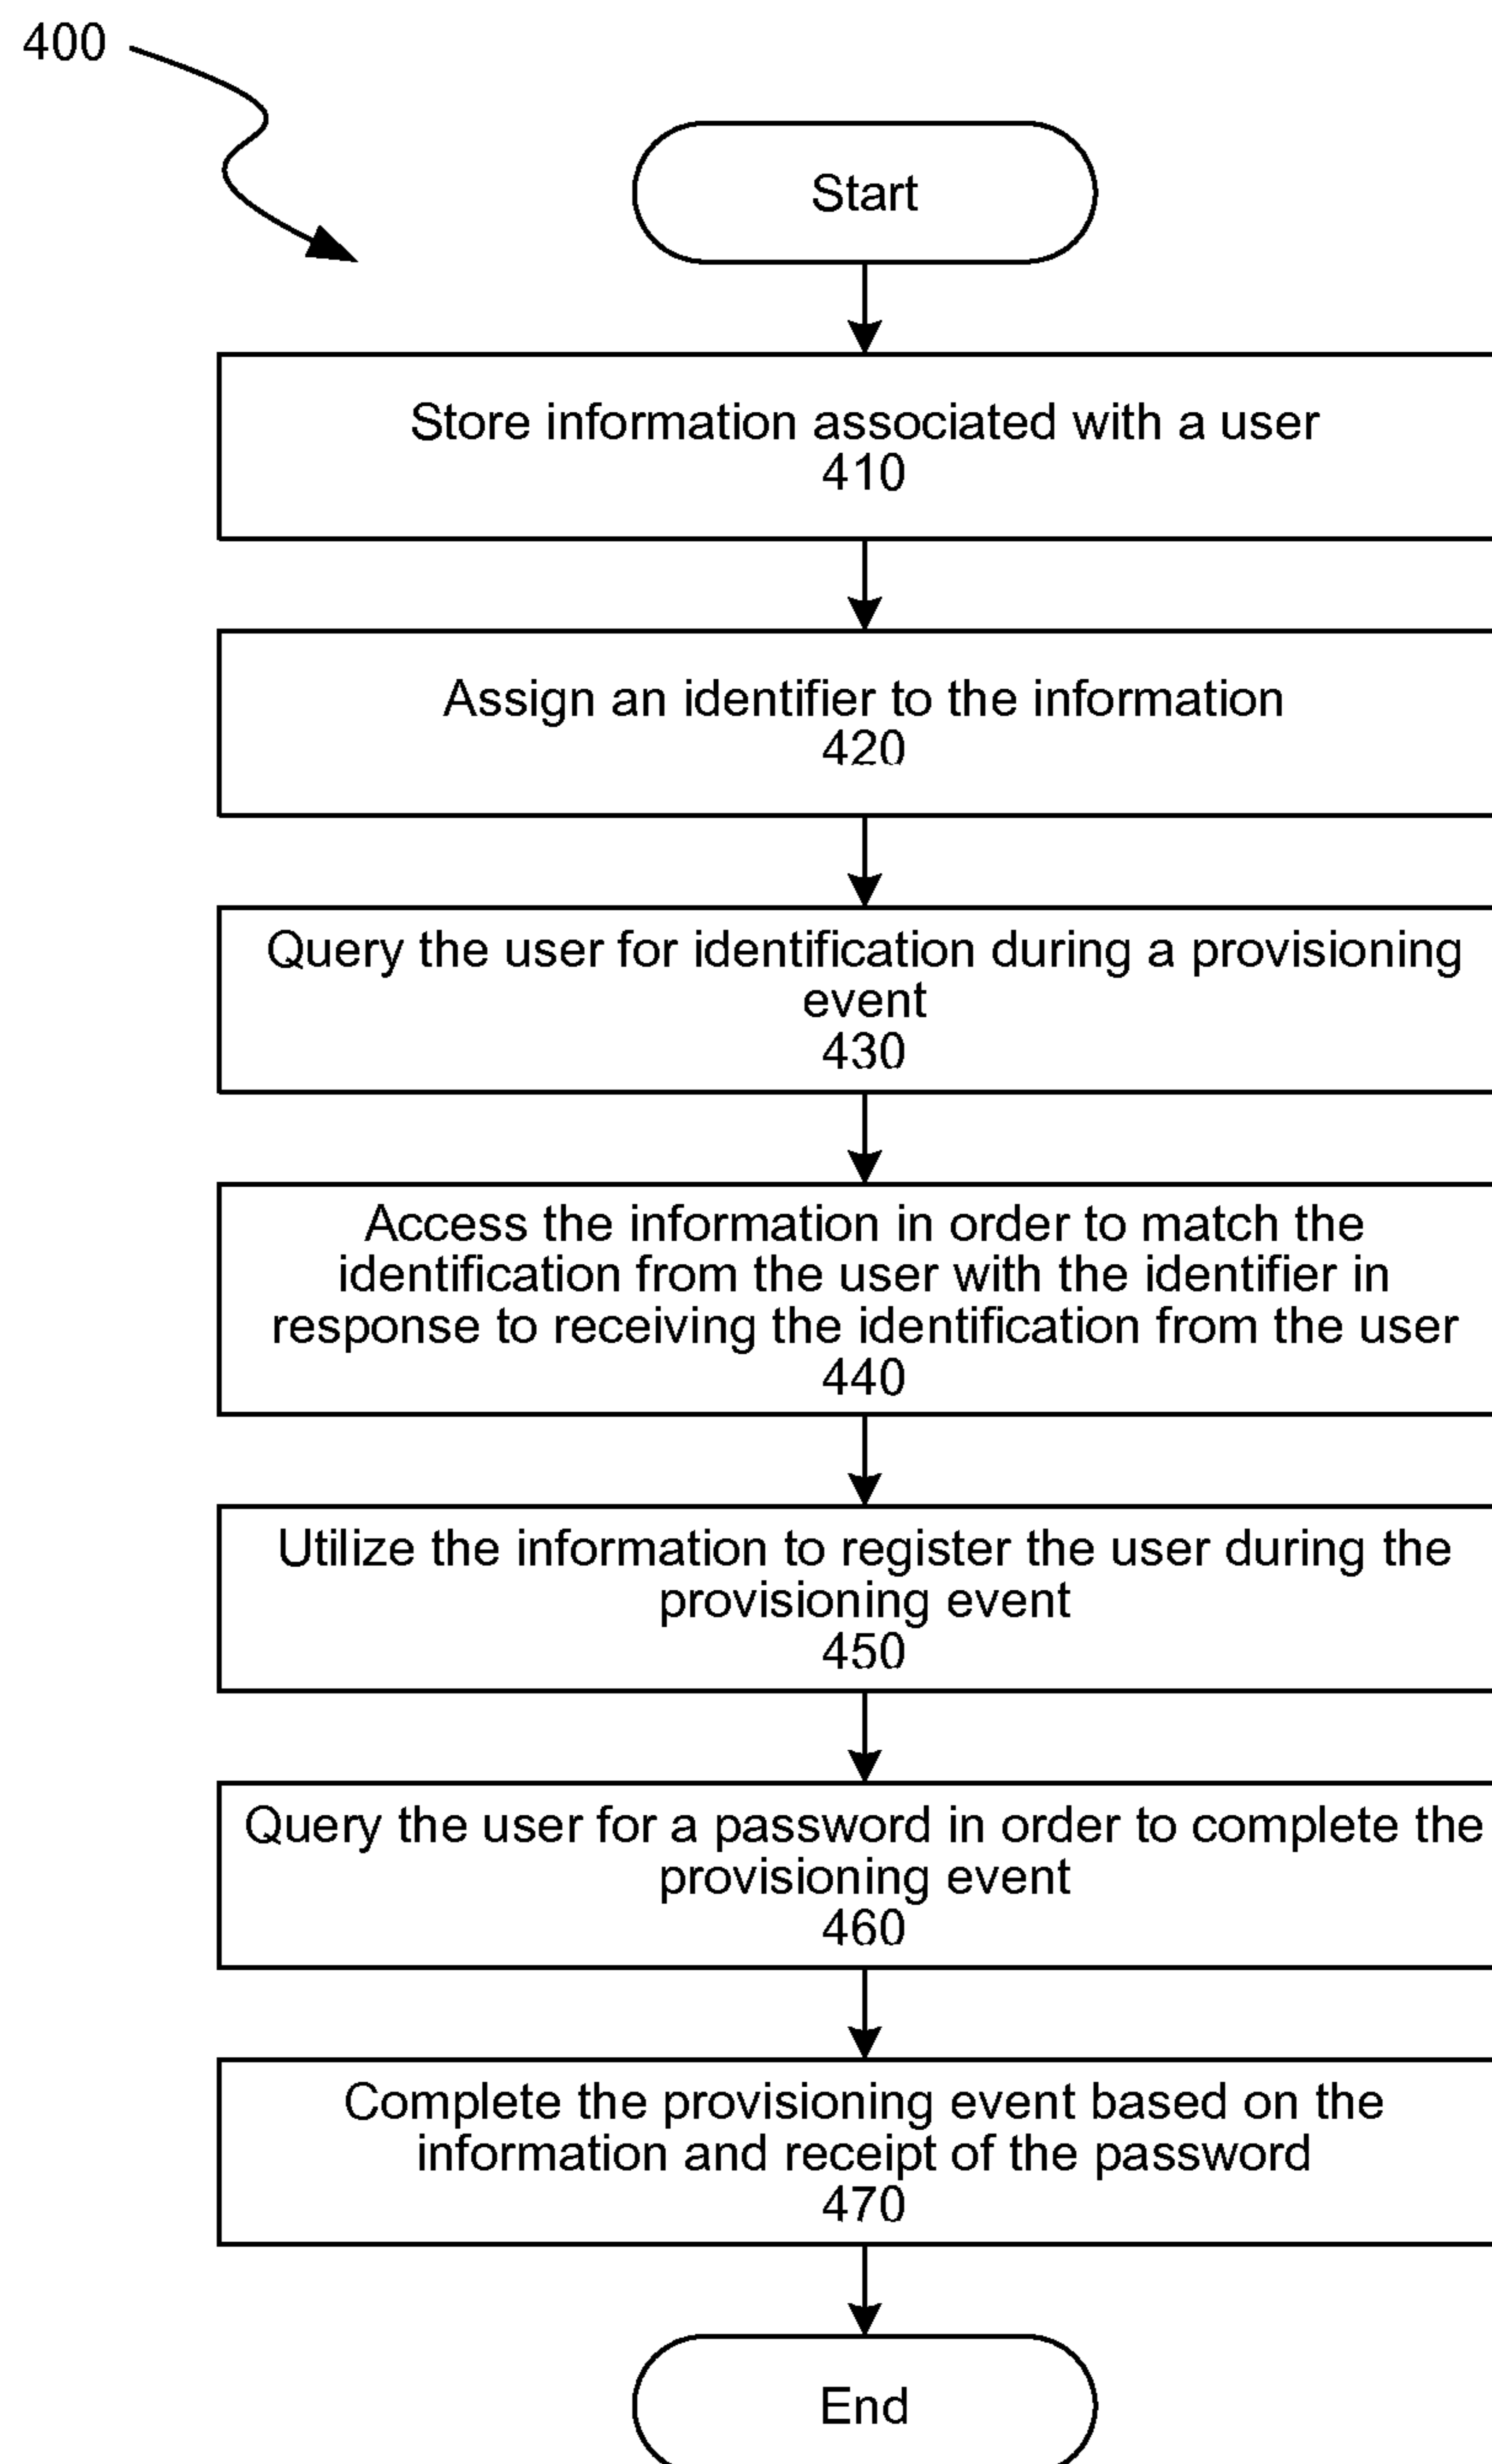 400
Start
Store information associated with a user
410
Assign an identifier to the information
420
Query the user for identification during a provisioning
event
430
Access the information in order to match the
identification from the user with the identifier in
response to receiving the identification from the user
440
Utilize the information to register the user during the
provisioning event
450
Query the user for a password in order to complete the
provisioning event
460
Complete the provisioning event based on the
information and receipt of the password
470
End